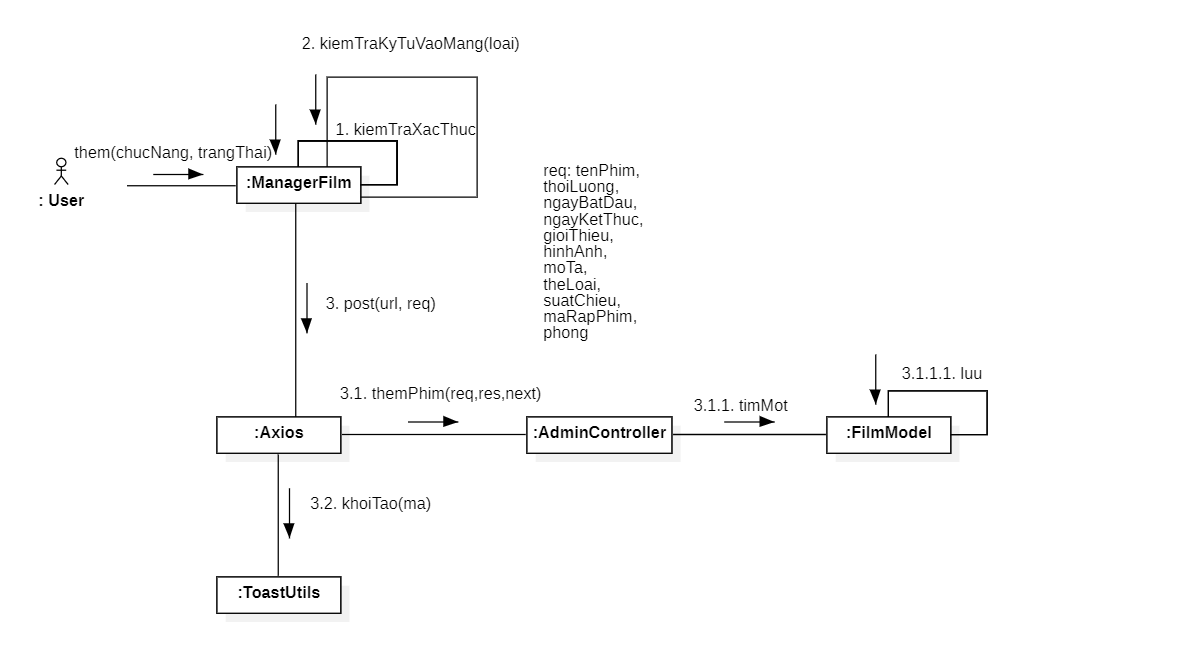 2. kiemTraKyTuVaoMang(loai)
1. kiemTraXacThuc
them(chucNang, trangThai)
: User
:ManagerFilm
req: tenPhim,
thoiLuong,
ngayBatDau,
ngayKetThuc,
gioiThieu,
hinhAnh,
moTa,
theLoai,
suatChieu,
maRapPhim,
phong
3. post(url, req)
3.1. themPhim(req,res,next)
3.1.1. timMot
3.1.1.1. luu
:Axios
:AdminController
:FilmModel
3.2. khoiTao(ma)
:ToastUtils